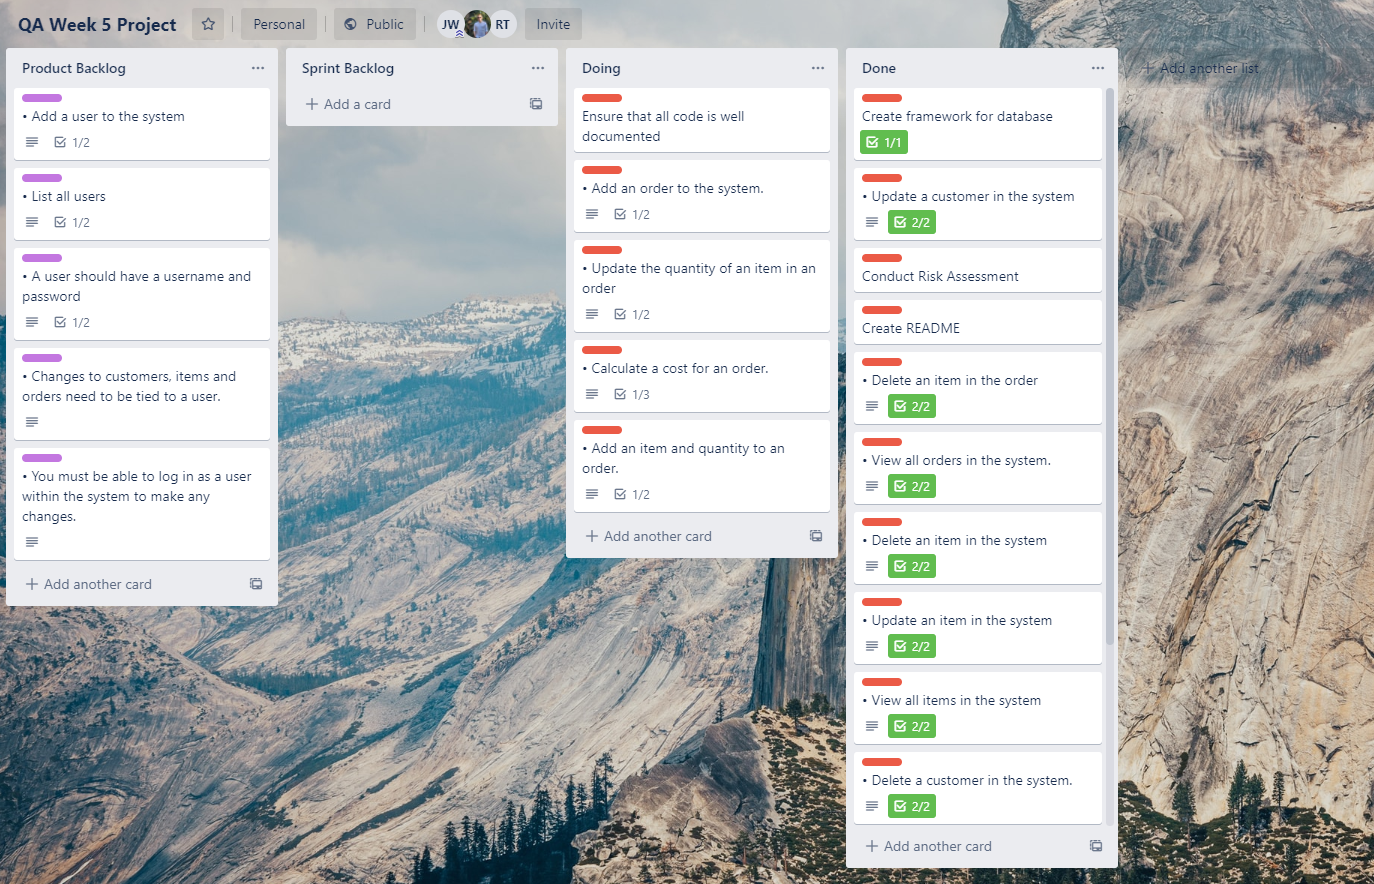 QA Week 5 Project
Personal
Public
JW
RT
Invite
Product Backlog
• Add a user to the system
1/2
• List all users
1/2
• A user should have a username and
password
1/2
• Changes to customers, items and
orders need to be tied to a user.
• You must be able to log in as a user
within the system to make any
changes.
+ Add another card
Sprint Backlog
+ Add a card
Doing
Ensure that all code is well
documented
• Add an order to the system.
1/2
• Update the quantity of an item in an
order
1/2
• Calculate a cost for an order.
1/3
• Add an item and quantity to an
order.
1/2
+ Add another card
Done
Create framework for database
1/1
• Update a customer in the system
2/2
Conduct Risk Assessment
Create README
• Delete an item in the order
2/2
• View all orders in the system.
2/2
• Delete an item in the system
2/2
• Update an item in the system
2/2
• View all items in the system
2/2
• Delete a customer in the system.
2/2
+ Add another card
+ Add another list